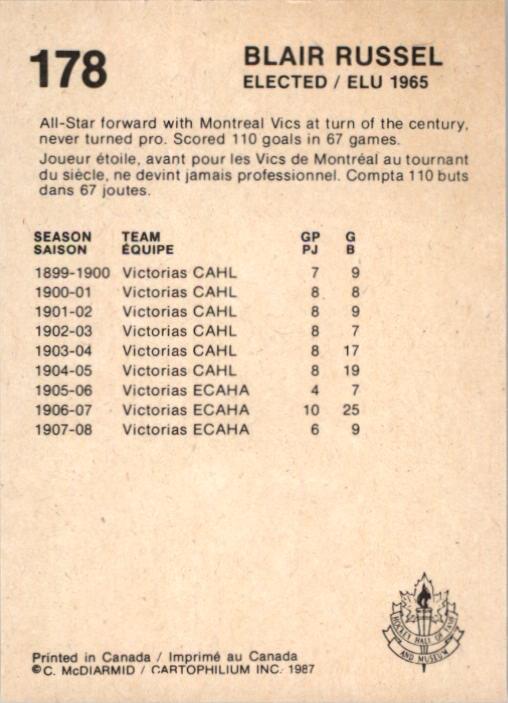 178
BLAIR RUSSEL
ELECTED / ELU 1965
All-Star forward with Montreal Vics at turn of the century,
never turned pro. Scored 110 goals in 67 games.
Joueur étoile, avant pour les Vics de Montréal au tournant
du siècle, ne devint jamais professionnel. Compta 110 buts
dans 67 joutes.
SEASON TEAM GP G
SAISON ÉQUIPE PJ B
1899-1900 Victorias CAHL 7 9
1900-01 Victorias CAHL 8 8
1901-02 Victorias CAHL 8 9
1902-03 Victorias CAHL 8 7
1903-04 Victorias CAHL 8 17
1904-05 Victorias CAHL 8 19
1905-06 Victorias ECAHA 4 7
1906-07 Victorias ECAHA 10 25
1907-08 Victorias ECAHA 6 9
HOCKEY HALL OF FAME
AND MUSEUM
Printed in Canada / Imprimé au Canada
©C. McDIARMID / CARTOPHILIUM INC. 1987